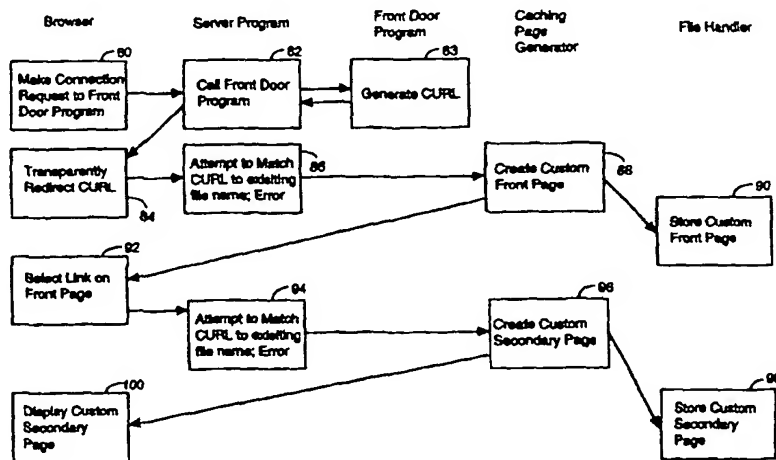 Browser
Server Program
Front Door
Program
Caching
Page
Generator
File Handler
80
Make Connection
Request to Front
Door Program
82
Call Front Door
Program
83
Generate CURL
Transparently
Redirect CURL
84
86
Attempt to Match
CURL to existing
file name; Error
88
Create Custom
Front Page
90
Store Custom
Front Page
92
Select Link on
Front Page
94
Attempt to Match
CURL to existing
file name; Error
96
Create Custom
Secondary Page
98
Store Custom
Secondary
Page
100
Display Custom
Secondary
Page